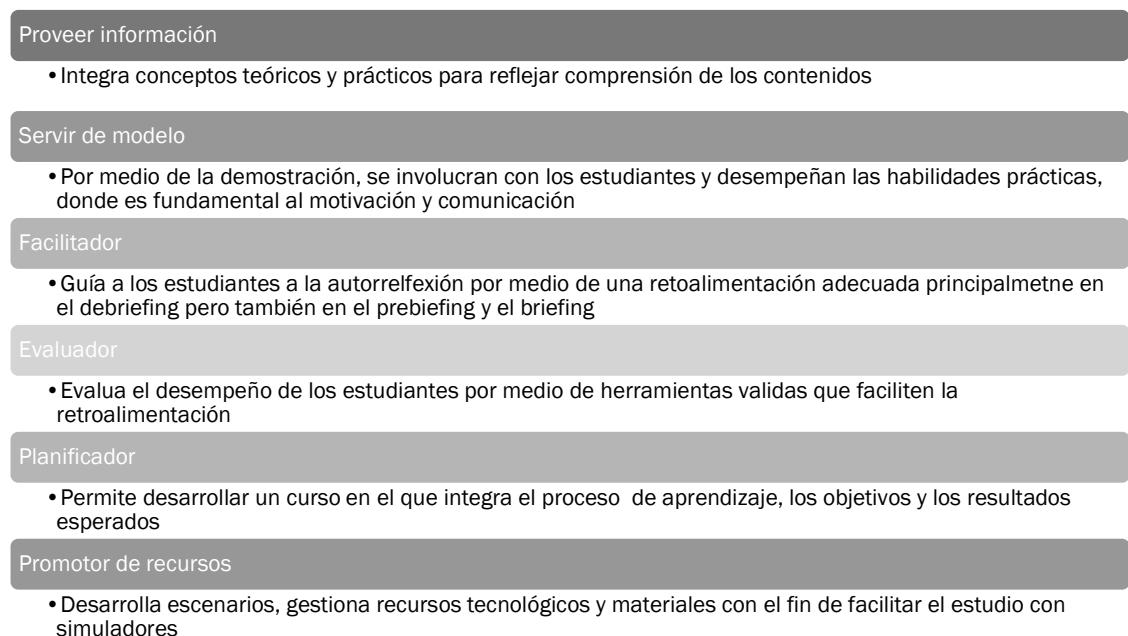 Proveer información
•Integra conceptos teóricos y prácticos para reflejar comprensión de los contenidos
Servir de modelo
•Por medio de la demostración, se involucran con los estudiantes y desempeñan las habilidades prácticas,
donde es fundamental al motivación y comunicación
Facilitador
•Guía a los estudiantes a la autorrelfexión por medio de una retoalimentación adecuada principalmetne en
el debriefing pero también en el prebiefing y el briefing
Evaluador
•Evalua el desempeño de los estudiantes por medio de herramientas validas que faciliten la
retroalimentación
Planificador
•Permite desarrollar un curso en el que integra el proceso  de aprendizaje, los objetivos y los resultados
esperados
Promotor de recursos
•Desarrolla escenarios, gestiona recursos tecnológicos y materiales con el fin de facilitar el estudio con
simuladores